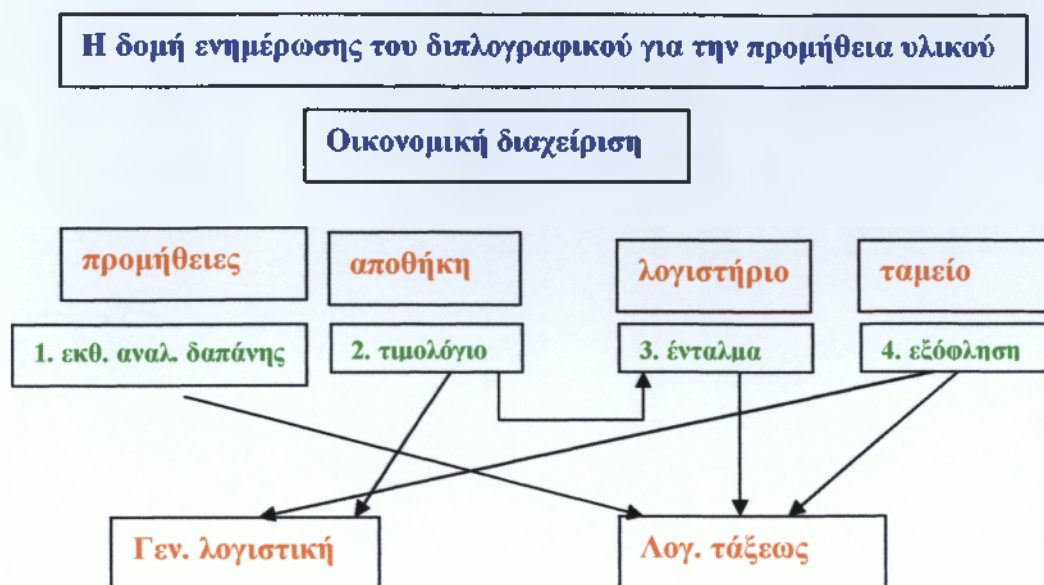 Η δομή ενημέρωσης του διπλογραφικού για την προμήθεια υλικού
Οικονομική διαχείριση
προμήθειες αποθήκη λογιστήριο ταμείο
1. εκθ. αναλ. δαπάνης 2. τιμολόγιο 3. ένταλμα 4. εξόφληση
Γεν. λογιστική Λογ. τάξεως